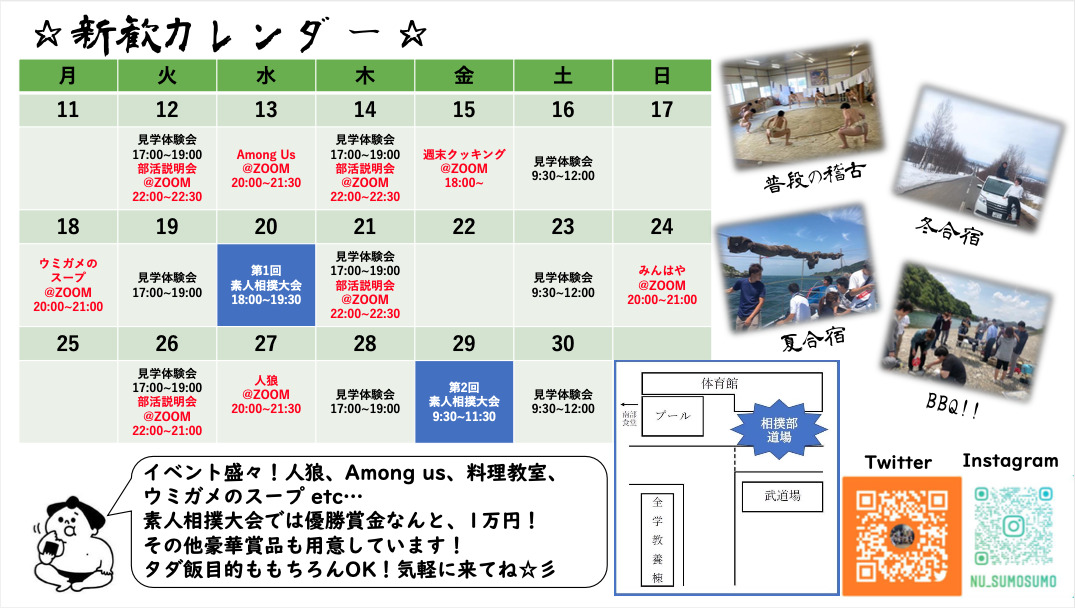 ☆新歓カレンダー☆
月 火 水 木 金 土 日
11 12 13 14 15 16 17
見学体験会
17:00~19:00
部活説明会
@ZOOM
22:00~22:30
Among Us
@ZOOM
20:00~21:30
見学体験会
17:00~19:00
部活説明会
@ZOOM
22:00~22:30
週末クッキング
@ZOOM
18:00~
見学体験会
9:30~12:00
18 19 20 21 22 23 24
ウミガメの
スープ
@ZOOM
20:00~21:00
見学体験会
17:00~19:00
第1回
素人相撲大会
18:00~19:30
見学体験会
17:00~19:00
部活説明会
@ZOOM
22:00~22:30
見学体験会
9:30~12:00
みんはや
@ZOOM
20:00~21:00
25 26 27 28 29 30
見学体験会
17:00~19:00
部活説明会
@ZOOM
22:00~21:00
人狼
@ZOOM
20:00~21:30
見学体験会
17:00~19:00
第2回
素人相撲大会
9:30~11:30
見学体験会
9:30~12:00
普段の稽古
冬合宿
夏合宿
BBQ!!
イベント盛々！人狼、Among us、料理教室、
ウミガメのスープ etc…
素人相撲大会では優勝賞金なんと、1万円！
その他豪華賞品も用意しています！
タダ飯目的ももちろんOK！気軽に来てね☆彡
体育館
プール
南部
食堂
相撲部
道場
武道場
全学教養棟
Twitter
Instagram
NU_SUMOSUMO